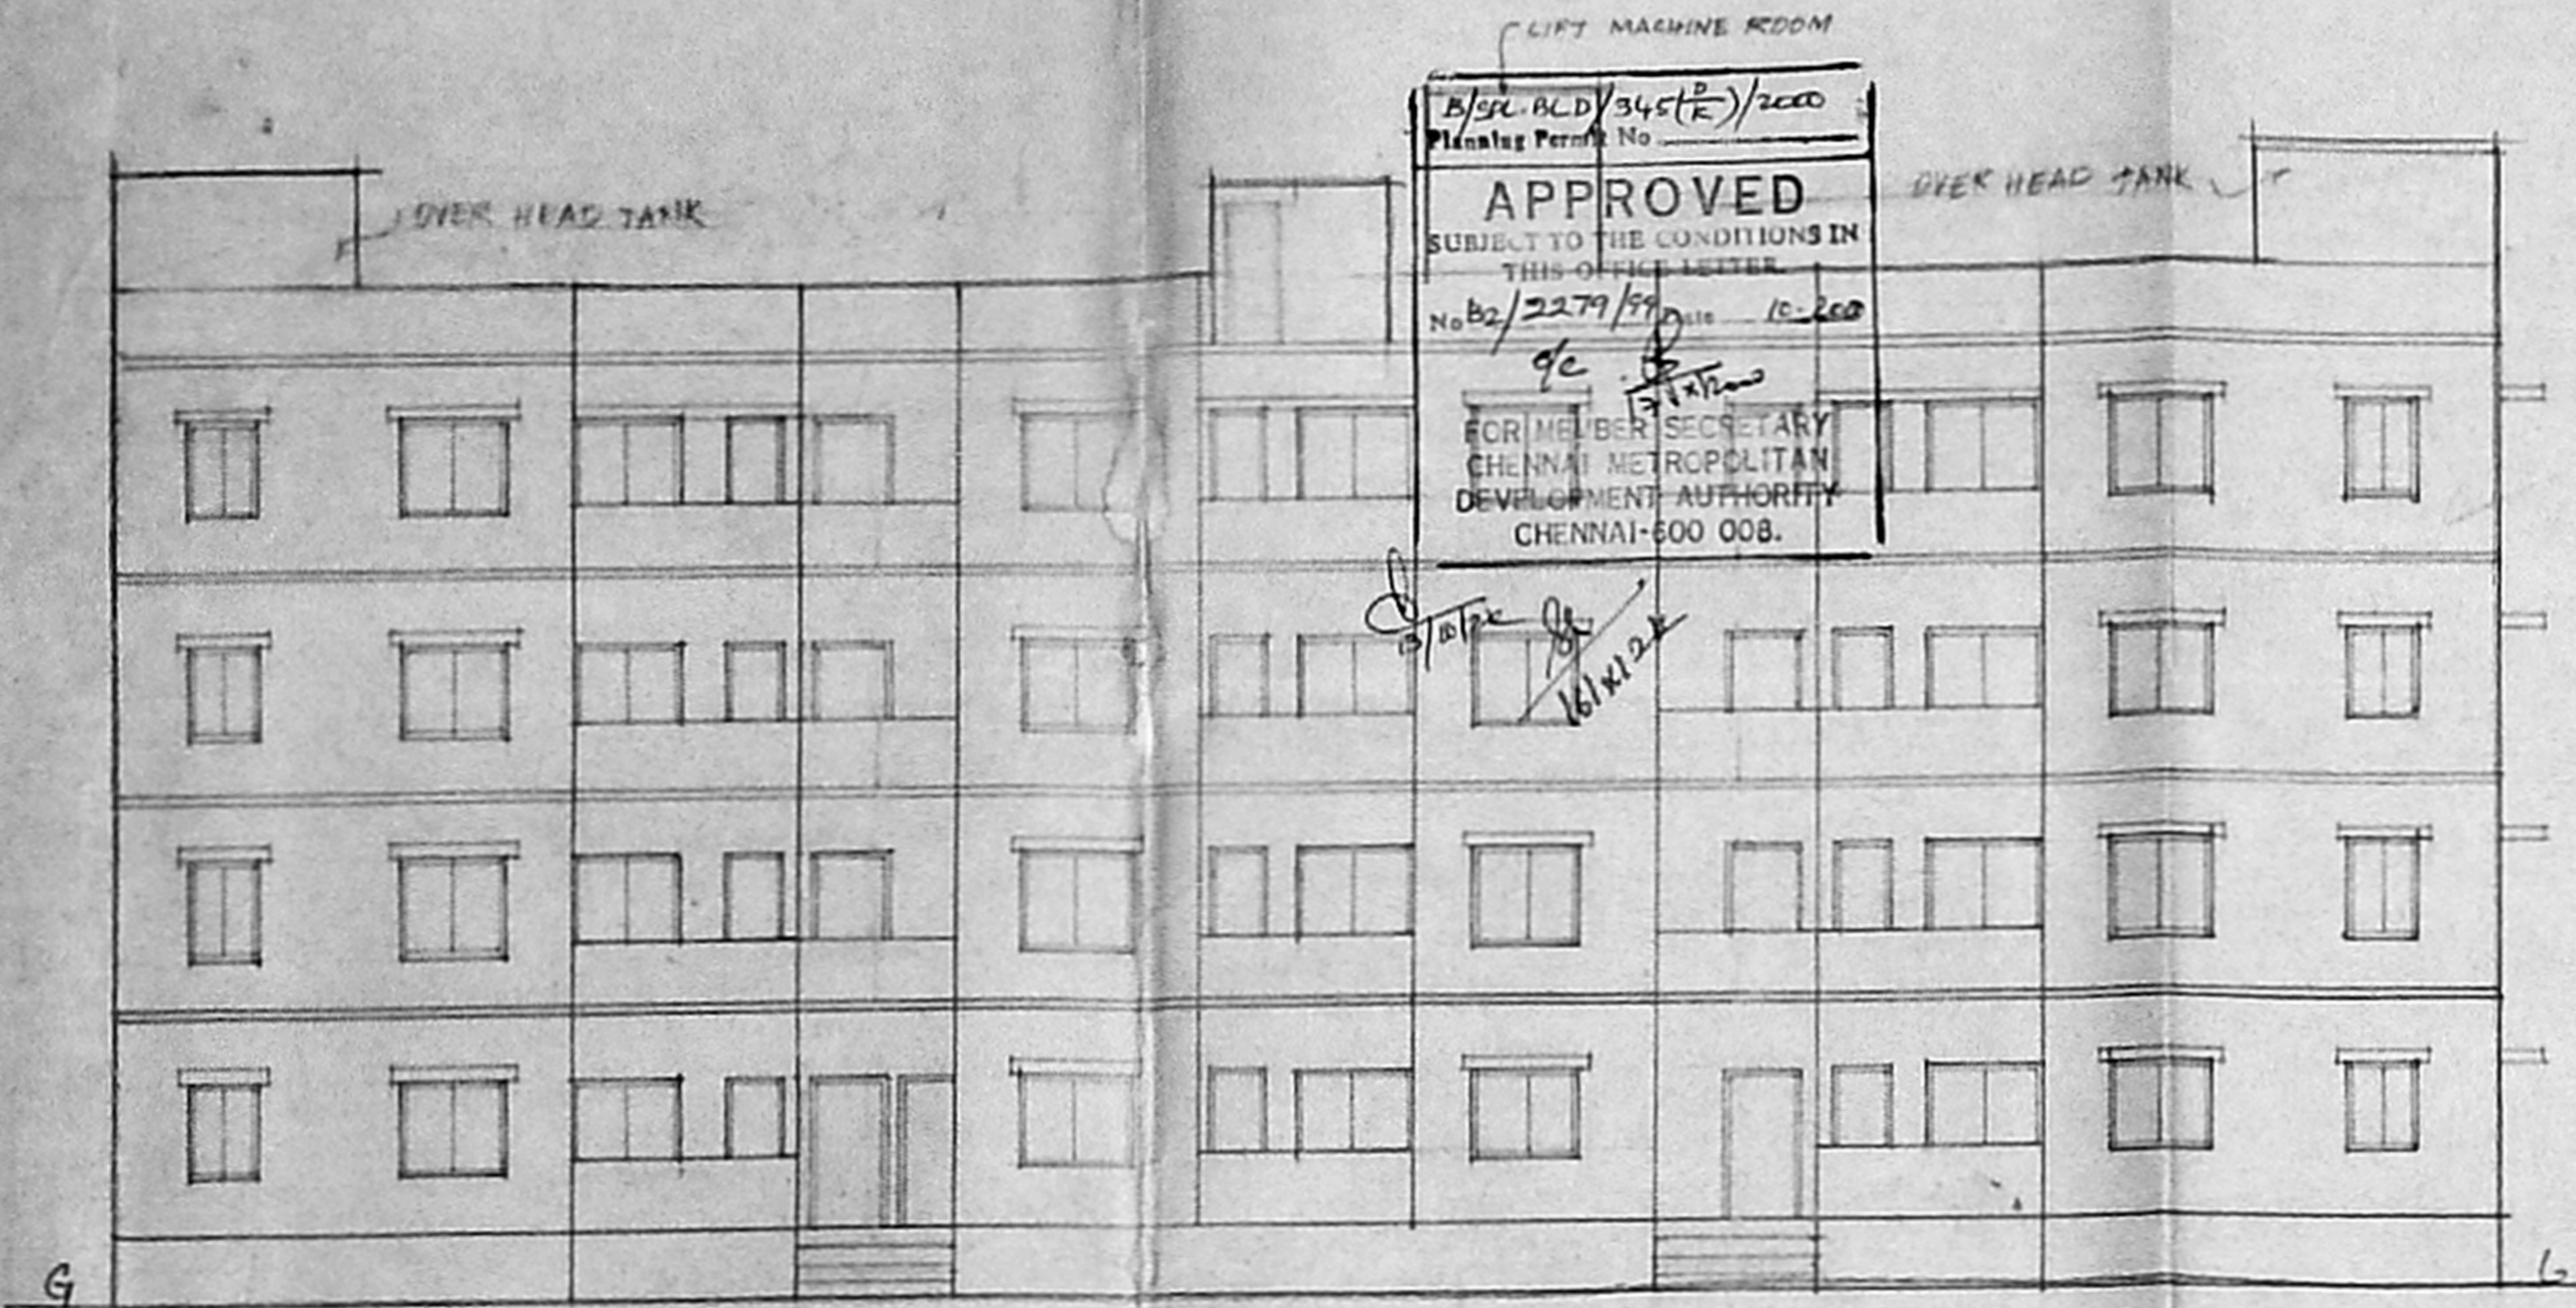 LIFT MACHINE ROOM
B/SPL.BLD/345(D/K)/2000
Planning Permit No
APPROVED
SUBJECT TO THE CONDITIONS IN
THIS OFFICE LETTER
No B2/2279/99 Date 10-200
OVER HEAD TANK
OVER HEAD TANK
FOR MEMBER SECRETARY
CHENNAI METROPOLITAN
DEVELOPMENT AUTHORITY
CHENNAI-600 008.
G
L